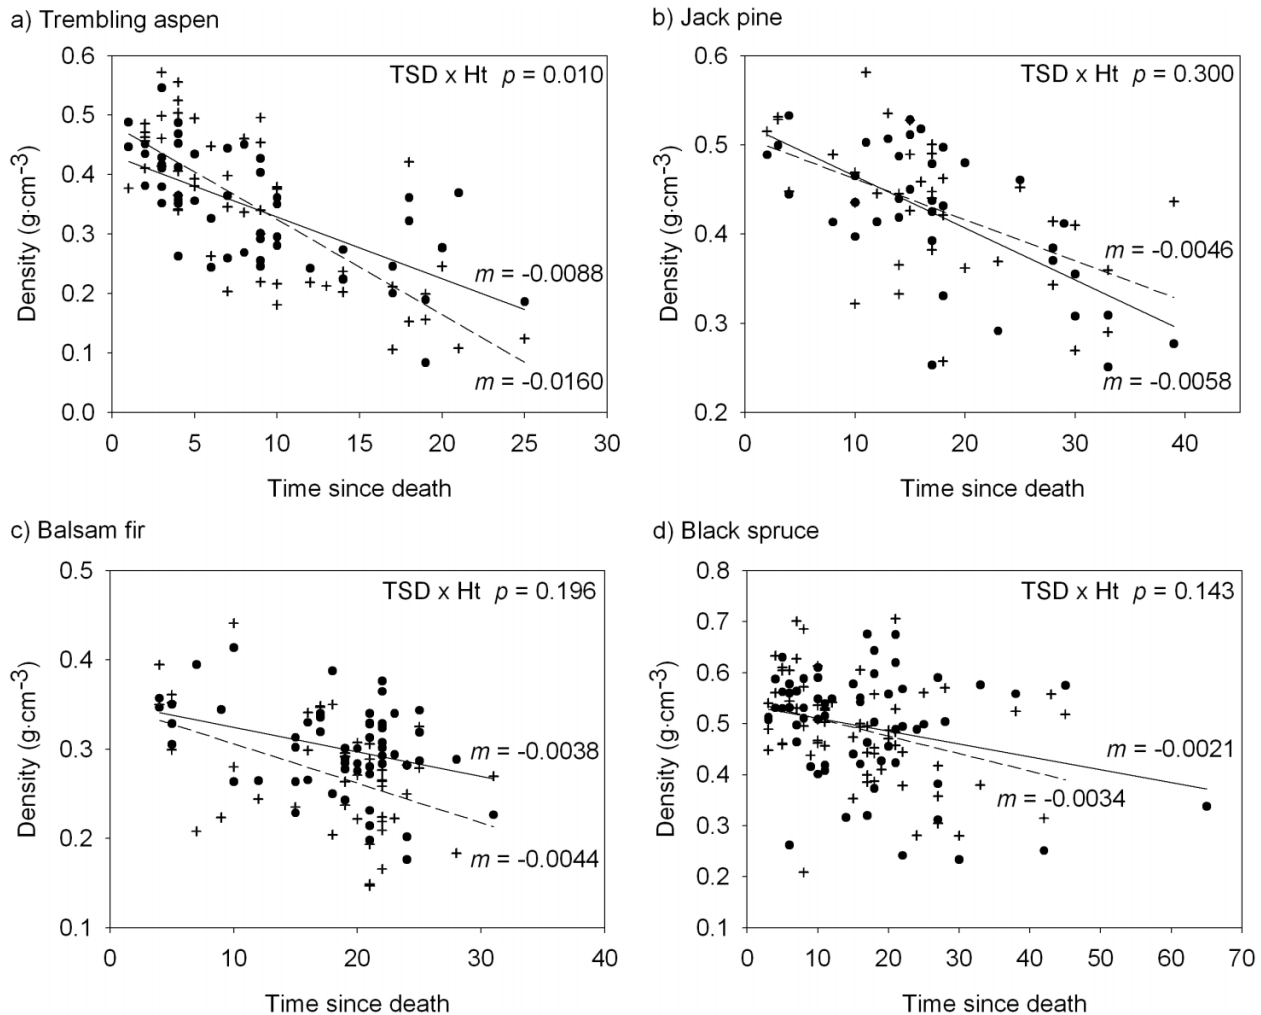 a) Trembling aspen
TSD x Ht p = 0.010
0.6
0.5
0.4
0.3
0.2
0.1
0.0
Density (g·cm⁻³)
m = -0.0088
m = -0.0160
0 5 10 15 20 25 30
Time since death
b) Jack pine
TSD x Ht p = 0.300
0.6
0.5
0.4
0.3
0.2
Density (g·cm⁻³)
m = -0.0046
m = -0.0058
0 10 20 30 40
Time since death
c) Balsam fir
TSD x Ht p = 0.196
0.5
0.4
0.3
0.2
0.1
Density (g·cm⁻³)
m = -0.0038
m = -0.0044
0 10 20 30 40
Time since death
d) Black spruce
TSD x Ht p = 0.143
0.8
0.7
0.6
0.5
0.4
0.3
0.2
0.1
Density (g·cm⁻³)
m = -0.0021
m = -0.0034
0 10 20 30 40 50 60 70
Time since death